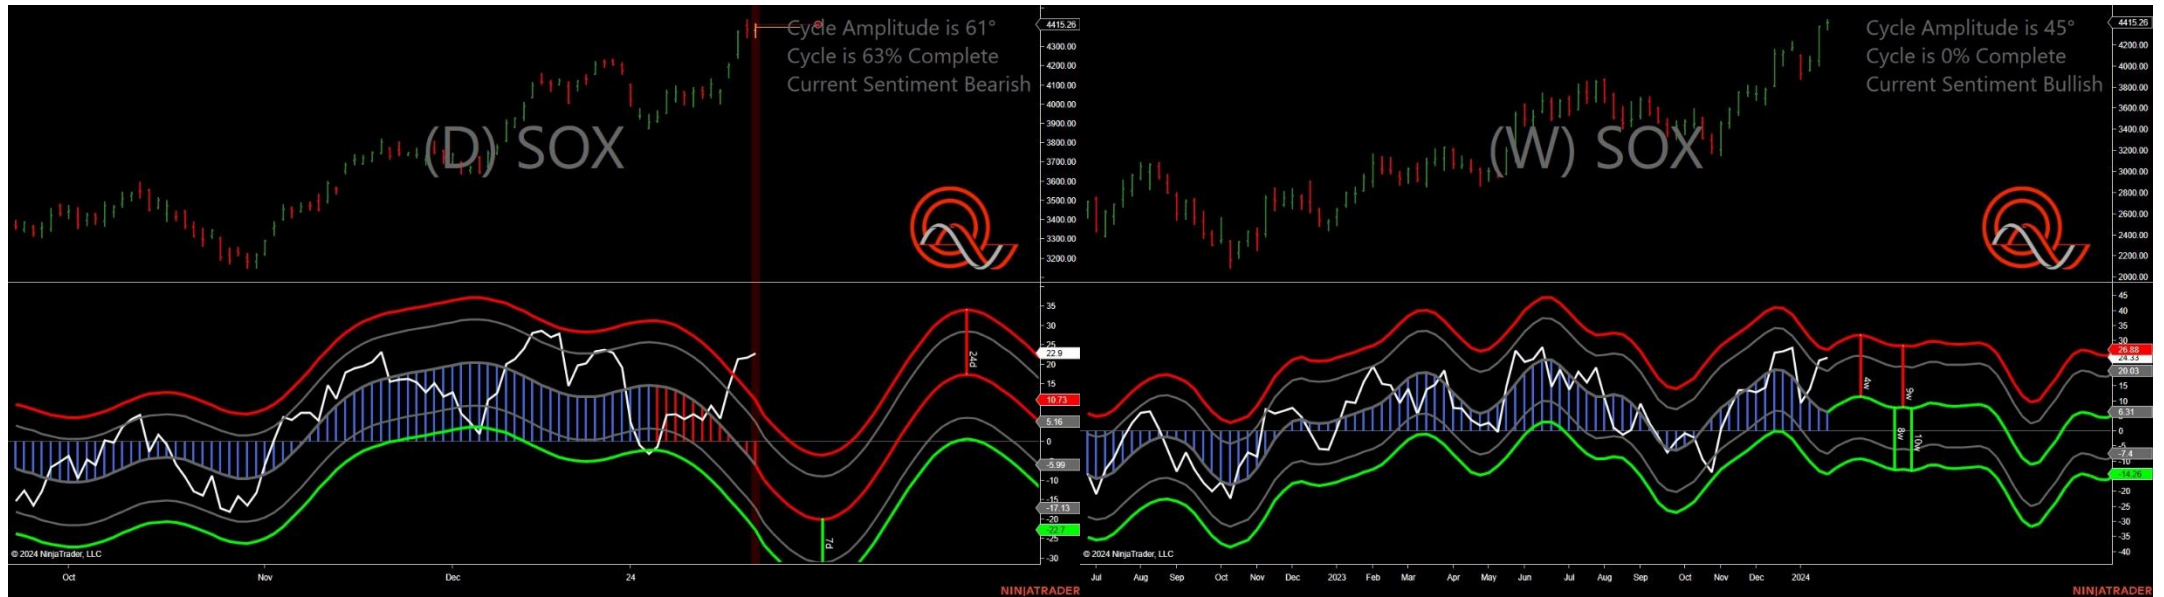 Cycle Amplitude is 61°
Cycle is 63% Complete
Current Sentiment Bearish
(D) SOX
4415.26
4300.00
4200.00
4100.00
4000.00
3900.00
3800.00
3700.00
3600.00
3500.00
3400.00
3300.00
3200.00
35
30
25
22.9
20
15
10.73
5.16
0
-5.99
-10
-15
-17.13
-20
-22.7
-25
-30
24d
7d
© 2024 NinjaTrader, LLC
Oct
Nov
Dec
24
NINJATRADER
Cycle Amplitude is 45°
Cycle is 0% Complete
Current Sentiment Bullish
(W) SOX
4415.26
4200.00
4000.00
3800.00
3600.00
3400.00
3200.00
3000.00
2800.00
2600.00
2400.00
2200.00
2000.00
45
40
35
30
26.88
24.33
20.03
15
10
6.31
5
0
-5
-7.4
-10
-14.26
-20
-25
-30
-35
-40
4w
9w
8w
10w
© 2024 NinjaTrader, LLC
Jul
Aug
Sep
Oct
Nov
Dec
2023
Feb
Mar
Apr
May
Jun
Jul
Aug
Sep
Oct
Nov
Dec
2024
NINJATRADER